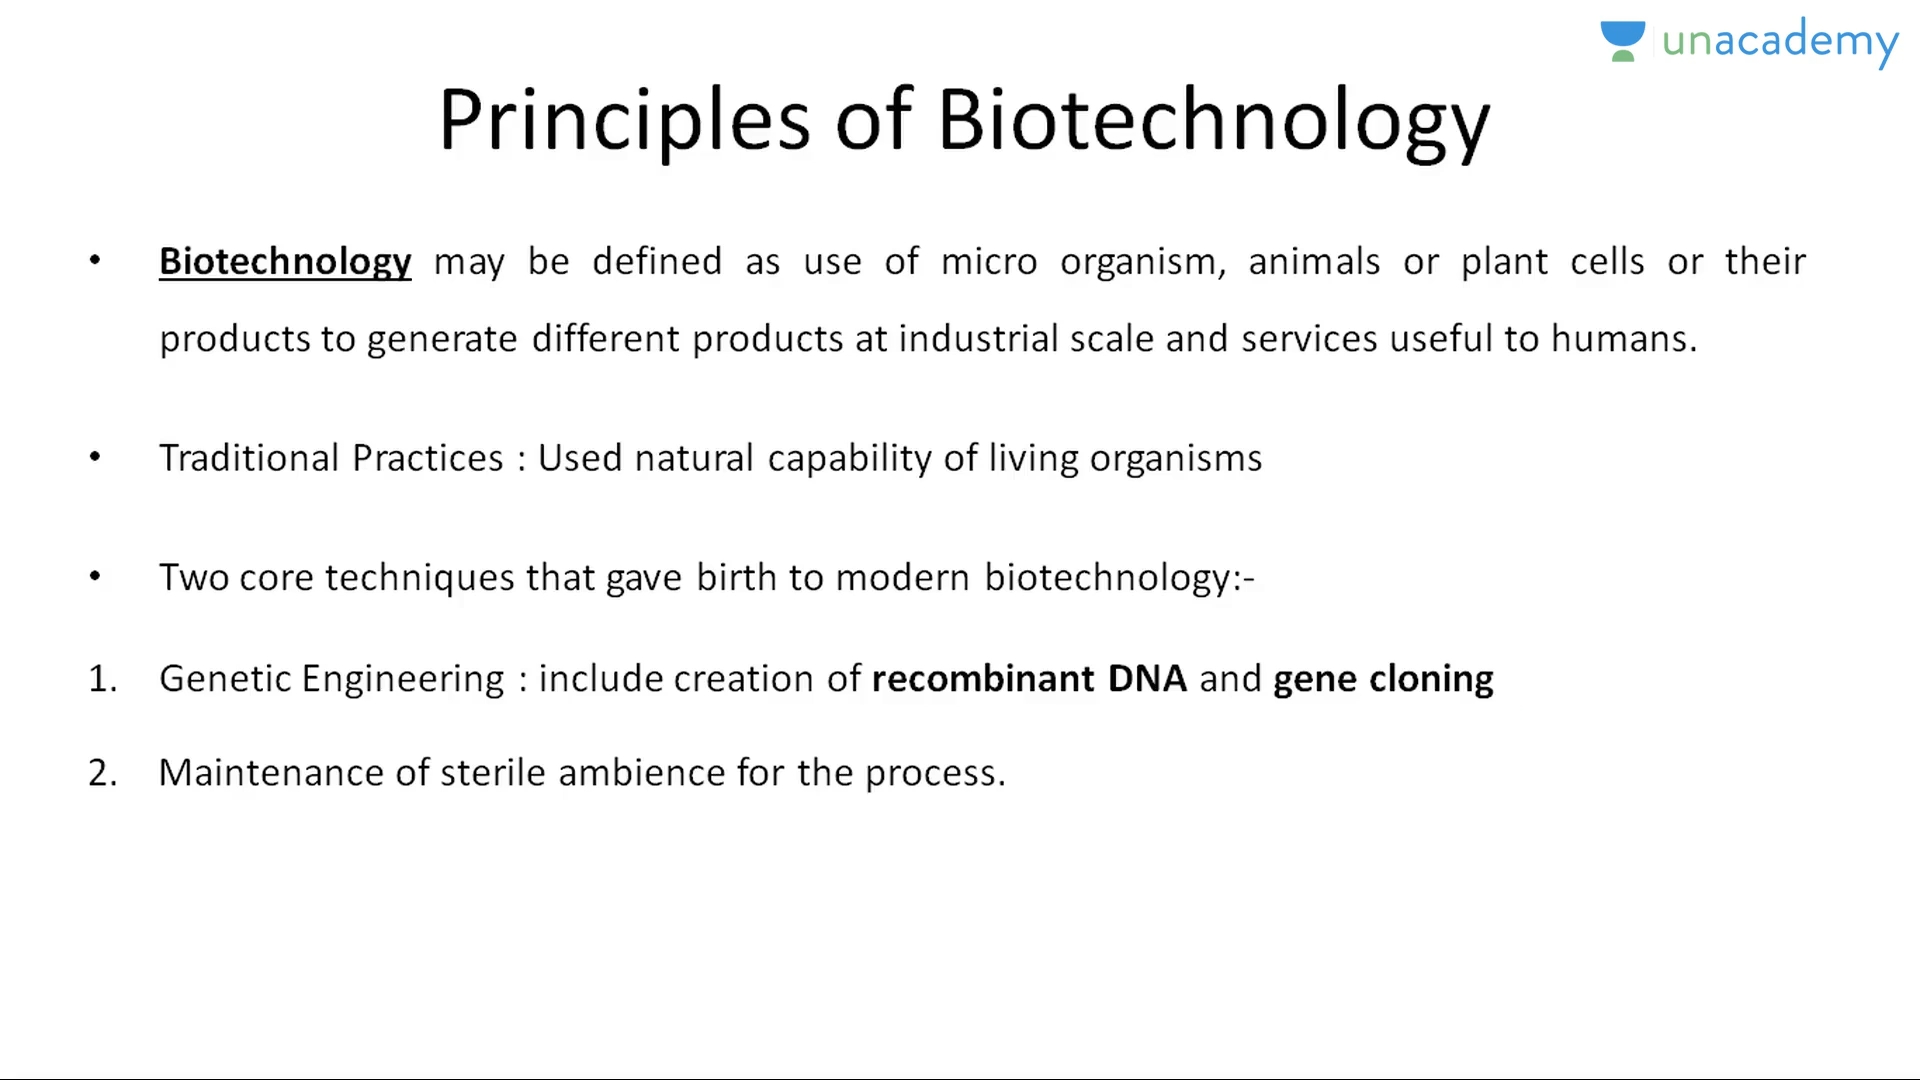 unacademy
Principles of Biotechnology
• Biotechnology may be defined as use of micro organism, animals or plant cells or their
products to generate different products at industrial scale and services useful to humans.
• Traditional Practices : Used natural capability of living organisms
• Two core techniques that gave birth to modern biotechnology:-
1. Genetic Engineering : include creation of recombinant DNA and gene cloning
2. Maintenance of sterile ambience for the process.